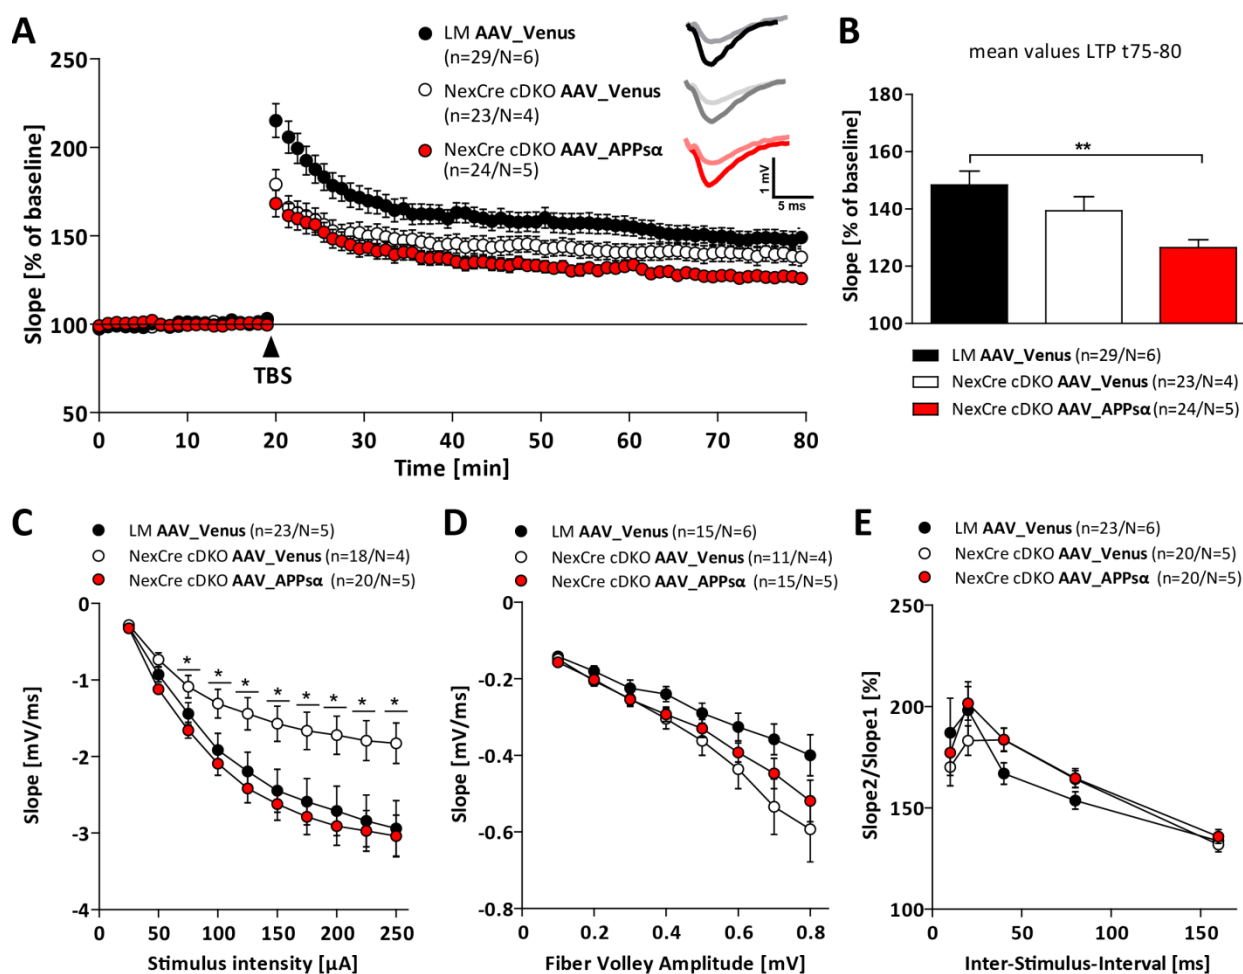 A
LM AAV_Venus
(n=29/N=6)
NexCre cDKO AAV_Venus
(n=23/N=4)
NexCre cDKO AAV_APPsα
(n=24/N=5)
1 mV
5 ms
Slope [% of baseline]
250
200
150
100
50
TBS
0 10 20 30 40 50 60 70 80
Time [min]
B
mean values LTP t75-80
Slope [% of baseline]
180
160
140
120
100
**
LM AAV_Venus (n=29/N=6)
NexCre cDKO AAV_Venus (n=23/N=4)
NexCre cDKO AAV_APPsα (n=24/N=5)
C
LM AAV_Venus (n=23/N=5)
NexCre cDKO AAV_Venus (n=18/N=4)
NexCre cDKO AAV_APPsα (n=20/N=5)
Slope [mV/ms]
0
-1
-2
-3
-4
* * * * * * * *
0 50 100 150 200 250
Stimulus intensity [µA]
D
LM AAV_Venus (n=15/N=6)
NexCre cDKO AAV_Venus (n=11/N=4)
NexCre cDKO AAV_APPsα (n=15/N=5)
Slope [mV/ms]
0
-0.2
-0.4
-0.6
-0.8
0 0.2 0.4 0.6 0.8
Fiber Volley Amplitude [mV]
E
LM AAV_Venus (n=23/N=6)
NexCre cDKO AAV_Venus (n=20/N=5)
NexCre cDKO AAV_APPsα (n=20/N=5)
Slope2/Slope1 [%]
250
200
150
100
0 50 100 150
Inter-Stimulus-Interval [ms]